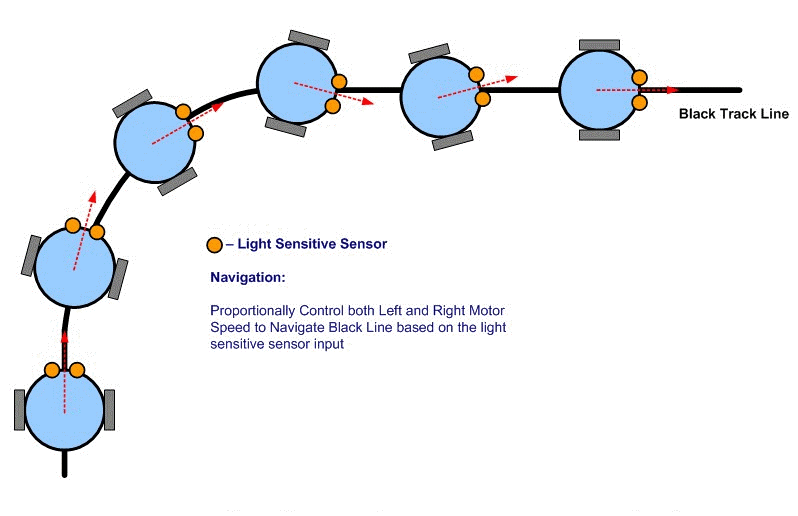 Black Track Line
– Light Sensitive Sensor
Navigation:
Proportionally Control both Left and Right Motor
Speed to Navigate Black Line based on the light
sensitive sensor input